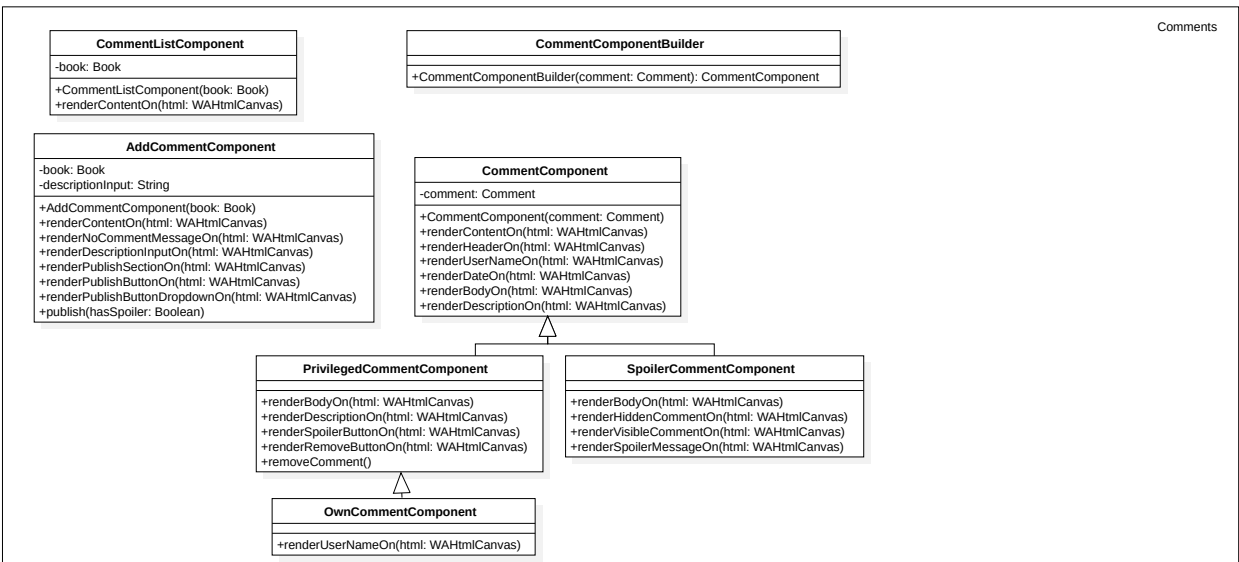 Comments
CommentListComponent
-book: Book
+CommentListComponent(book: Book)
+renderContentOn(html: WAHtmlCanvas)
CommentComponentBuilder
+CommentComponentBuilder(comment: Comment): CommentComponent
AddCommentComponent
-book: Book
-descriptionInput: String
+AddCommentComponent(book: Book)
+renderContentOn(html: WAHtmlCanvas)
+renderNoCommentMessageOn(html: WAHtmlCanvas)
+renderDescriptionInputOn(html: WAHtmlCanvas)
+renderPublishSectionOn(html: WAHtmlCanvas)
+renderPublishButtonOn(html: WAHtmlCanvas)
+renderPublishButtonDropdownOn(html: WAHtmlCanvas)
+publish(hasSpoiler: Boolean)
CommentComponent
-comment: Comment
+CommentComponent(comment: Comment)
+renderContentOn(html: WAHtmlCanvas)
+renderHeaderOn(html: WAHtmlCanvas)
+renderUserNameOn(html: WAHtmlCanvas)
+renderDateOn(html: WAHtmlCanvas)
+renderBodyOn(html: WAHtmlCanvas)
+renderDescriptionOn(html: WAHtmlCanvas)
PrivilegedCommentComponent
+renderBodyOn(html: WAHtmlCanvas)
+renderDescriptionOn(html: WAHtmlCanvas)
+renderSpoilerButtonOn(html: WAHtmlCanvas)
+renderRemoveButtonOn(html: WAHtmlCanvas)
+removeComment()
SpoilerCommentComponent
+renderBodyOn(html: WAHtmlCanvas)
+renderHiddenCommentOn(html: WAHtmlCanvas)
+renderVisibleCommentOn(html: WAHtmlCanvas)
+renderSpoilerMessageOn(html: WAHtmlCanvas)
OwnCommentComponent
+renderUserNameOn(html: WAHtmlCanvas)